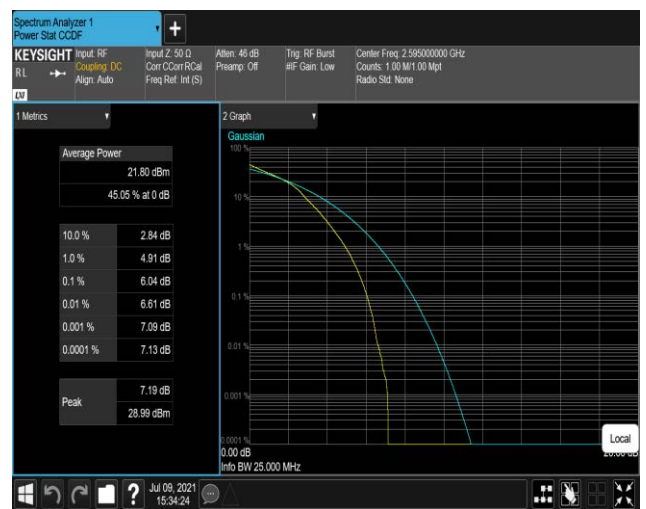 Spectrum Analyzer 1
Power Stat CCDF
+
KEYSIGHT
R L
LXI
Input: RF
Coupling: DC
Align: Auto
Input Z: 50 Ω
Corr CCorr RCal
Freq Ref: Int (S)
Atten: 46 dB
Preamp: Off
Trig: RF Burst
#IF Gain: Low
Center Freq: 2.595000000 GHz
Counts: 1.00 M/1.00 Mpt
Radio Std: None
1 Metrics
Average Power
21.80 dBm
45.05 % at 0 dB
10.0 % 2.84 dB
1.0 % 4.91 dB
0.1 % 6.04 dB
0.01 % 6.61 dB
0.001 % 7.09 dB
0.0001 % 7.13 dB
Peak
7.19 dB
28.99 dBm
2 Graph
Gaussian
100 %
10 %
1 %
0.1 %
0.01 %
0.001 %
0.0001 %
0.00 dB
Info BW 25.000 MHz
Local
?
Jul 09, 2021
15:34:24